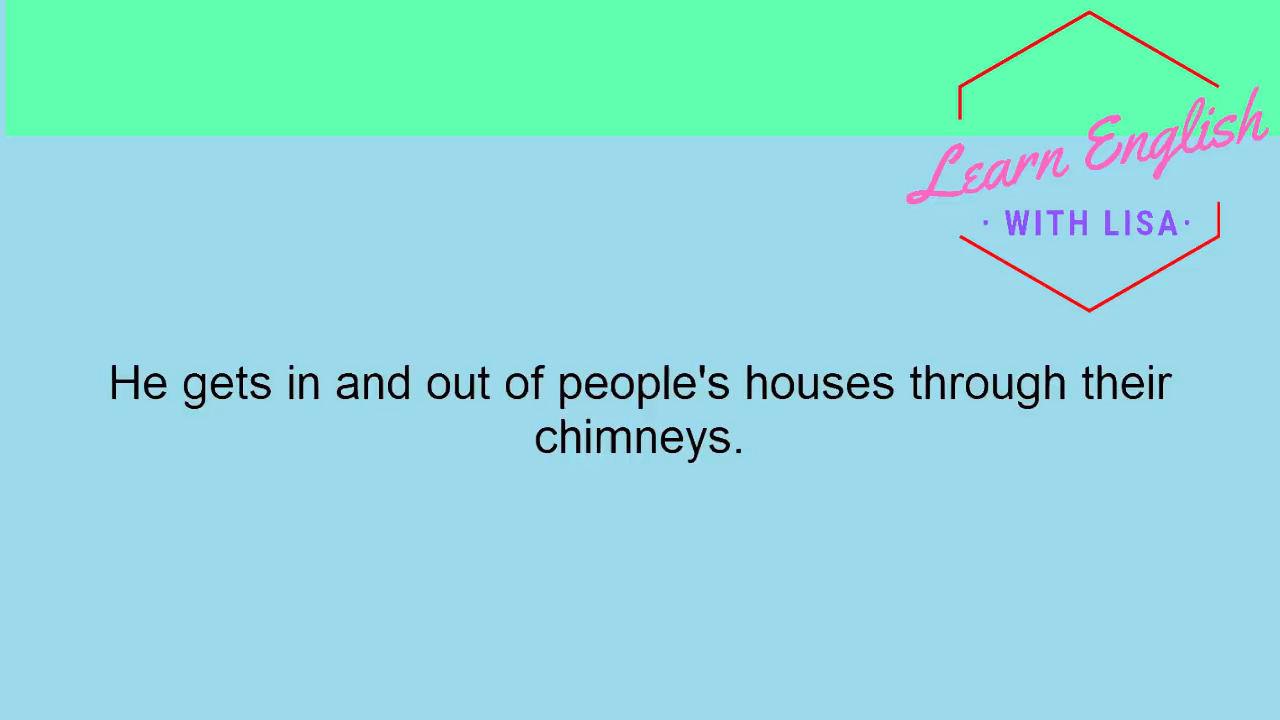 Learn English
· WITH LISA·
He gets in and out of people's houses through their
chimneys.